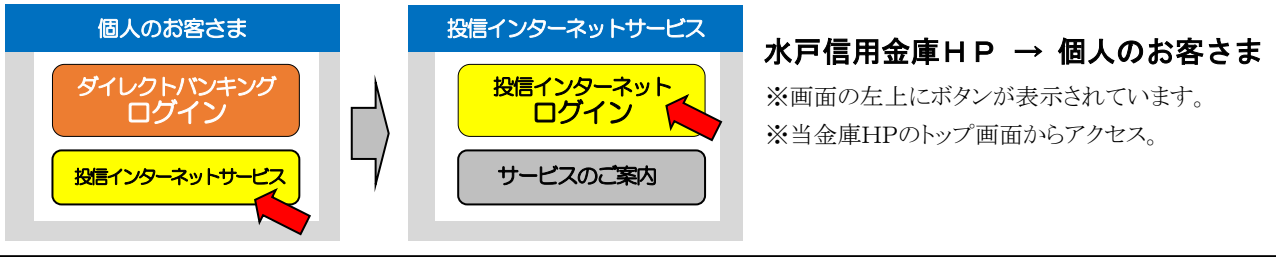 個人のお客さま
ダイレクトバンキング
ログイン
投信インターネットサービス
投信インターネットサービス
投信インターネット
ログイン
サービスのご案内
水戸信用金庫ＨＰ → 個人のお客さま
※画面の左上にボタンが表示されています。
※当金庫HPのトップ画面からアクセス。